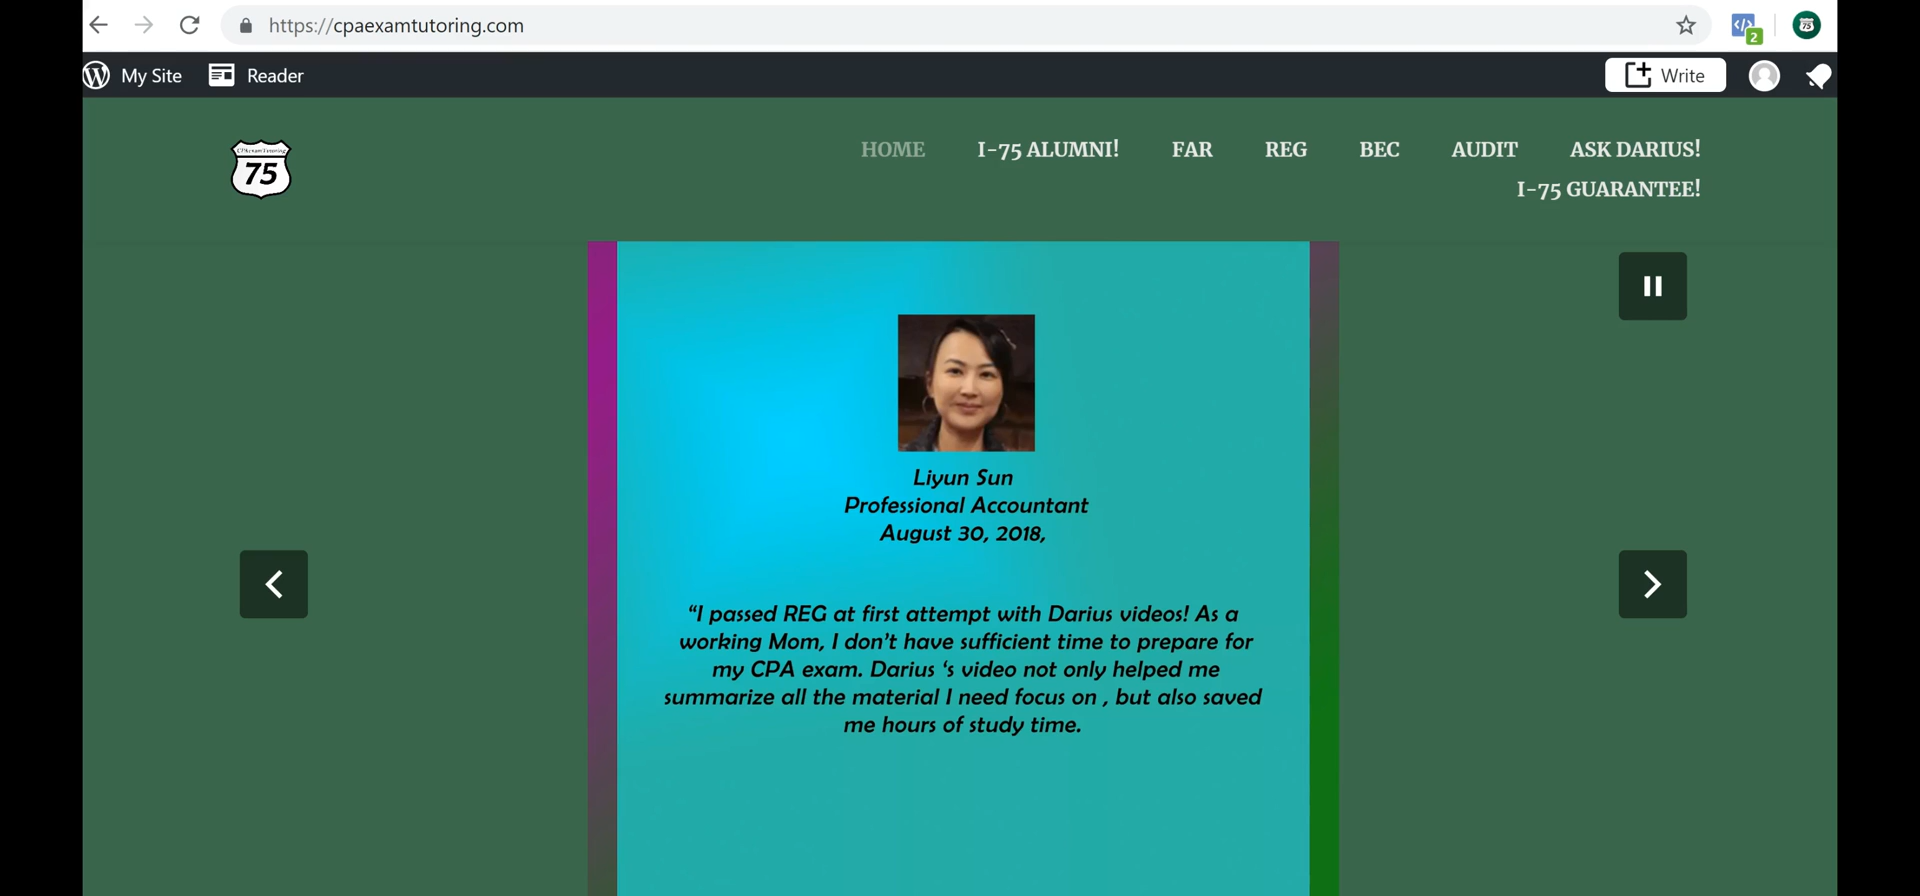 https://cpaexamtutoring.com
2
75
My Site
Reader
Write
CPAexamTutoring
75
HOME
I-75 ALUMNI!
FAR
REG
BEC
AUDIT
ASK DARIUS!
I-75 GUARANTEE!
Liyun Sun
Professional Accountant
August 30, 2018,
“I passed REG at first attempt with Darius videos! As a
working Mom, I don’t have sufficient time to prepare for
my CPA exam. Darius ‘s video not only helped me
summarize all the material I need focus on , but also saved
me hours of study time.